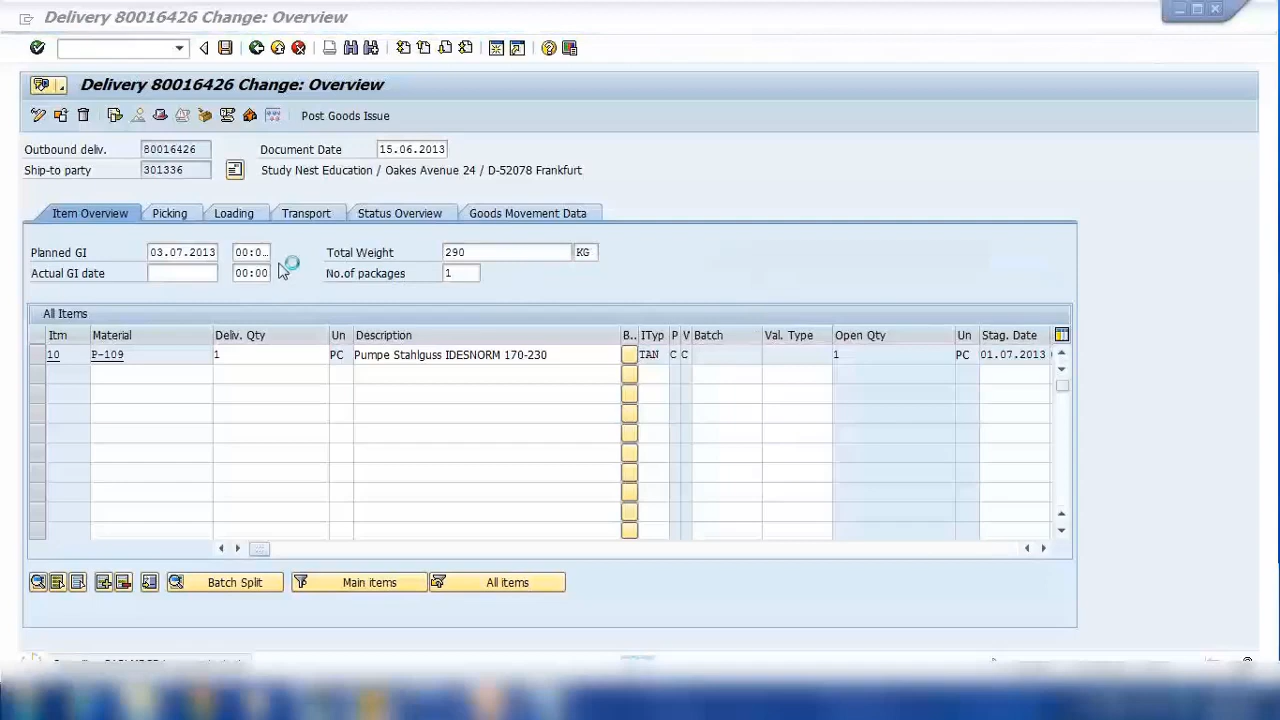 Delivery 80016426 Change: Overview
Delivery 80016426 Change: Overview
Post Goods Issue
Outbound deliv. 80016426 Document Date 15.06.2013
Ship-to party 301336 Study Nest Education / Oakes Avenue 24 / D-52078 Frankfurt
Item Overview Picking Loading Transport Status Overview Goods Movement Data
Planned GI 03.07.2013 00:0... Total Weight 290 KG
Actual GI date 00:00 No.of packages 1
All Items
Itm Material Deliv. Qty Un Description B.. ITyp P V Batch Val. Type Open Qty Un Stag. Date
10 P-109 1 PC Pumpe Stahlguss IDESNORM 170-230 TAN C C 1 PC 01.07.2013
Batch Split Main items All items